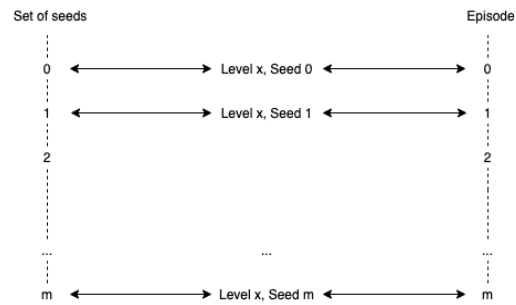 Set of seeds Episode
0 Level x, Seed 0 0
1 Level x, Seed 1 1
2 2
... ... ...
m Level x, Seed m m